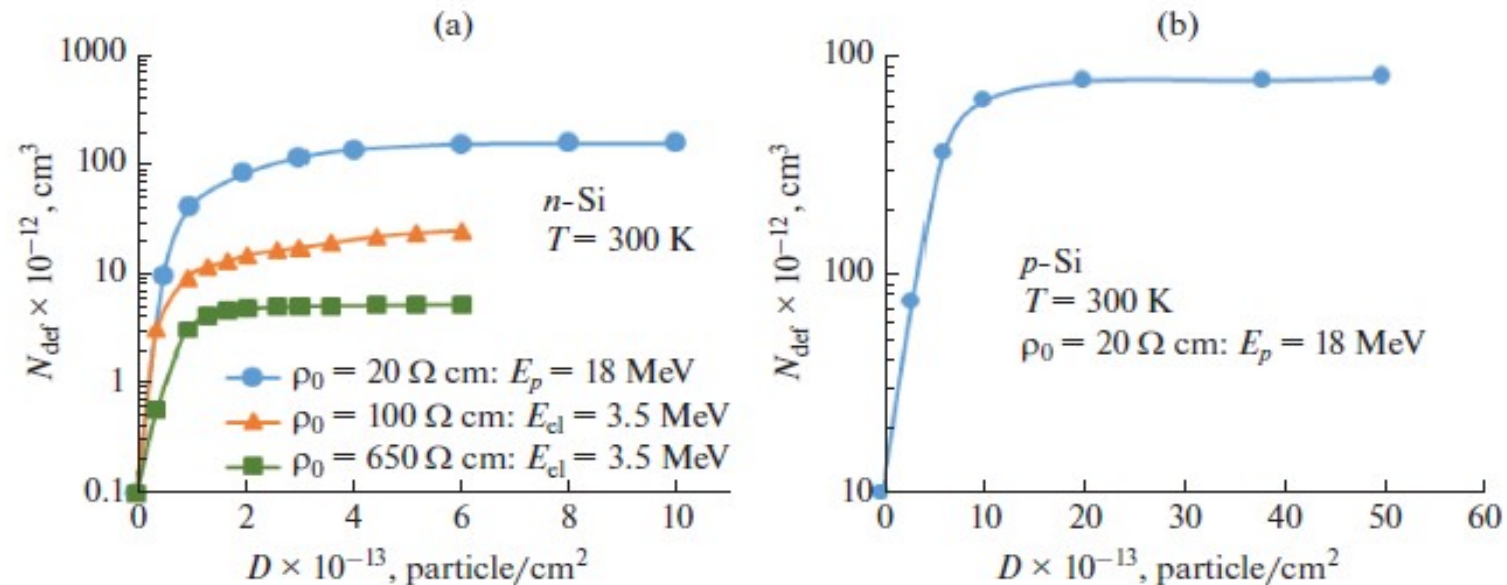 (a)
1000
100
10
1
0.1
0
2
4
6
8
10
N_def × 10^−12, cm^3
D × 10^−13, particle/cm^2
n-Si
T = 300 K
ρ0 = 20 Ω cm: E_p = 18 MeV
ρ0 = 100 Ω cm: E_el = 3.5 MeV
ρ0 = 650 Ω cm: E_el = 3.5 MeV
(b)
100
100
10
0
10
20
30
40
50
60
N_def × 10^−12, cm^3
D × 10^−13, particle/cm^2
p-Si
T = 300 K
ρ0 = 20 Ω cm: E_p = 18 MeV